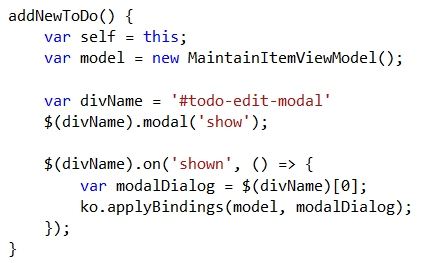 addNewToDo() {
    var self = this;
    var model = new MaintainItemViewModel();

    var divName = '#todo-edit-modal'
    $(divName).modal('show');

    $(divName).on('shown', () => {
        var modalDialog = $(divName)[0];
        ko.applyBindings(model, modalDialog);
    });
}